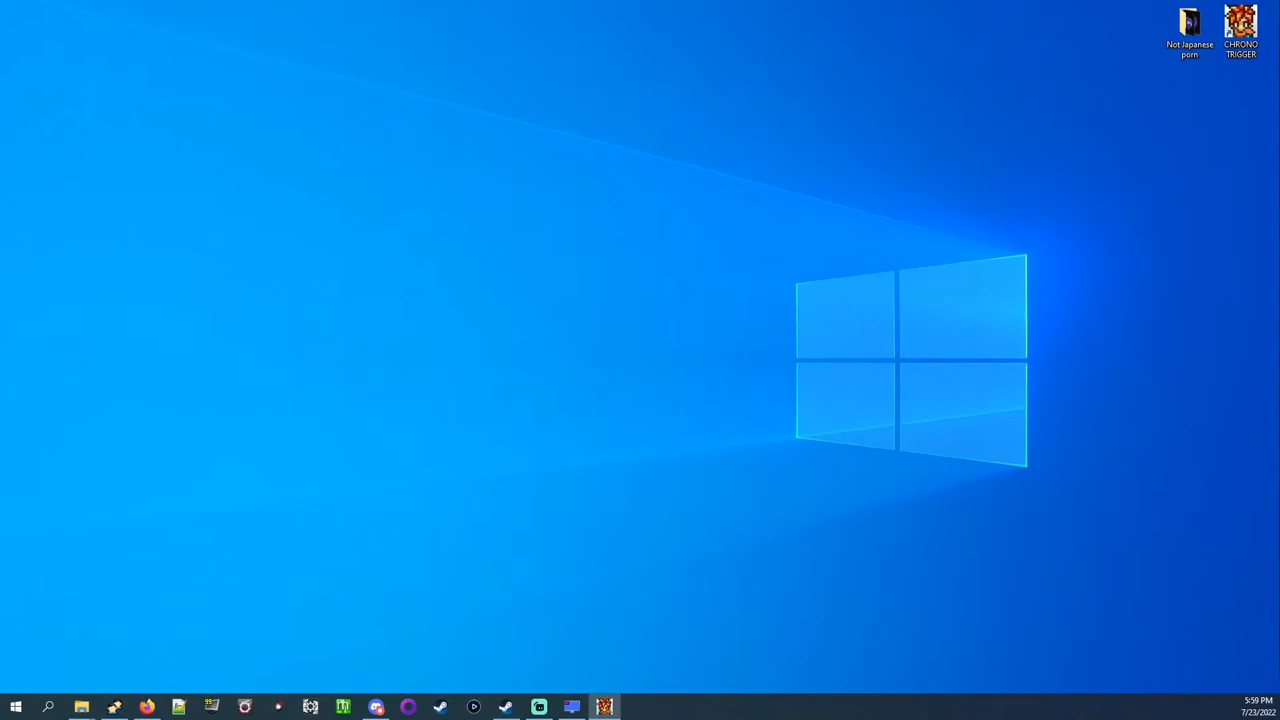 Not Japanese
porn
CHRONO
TRIGGER
5:59 PM
7/23/2022